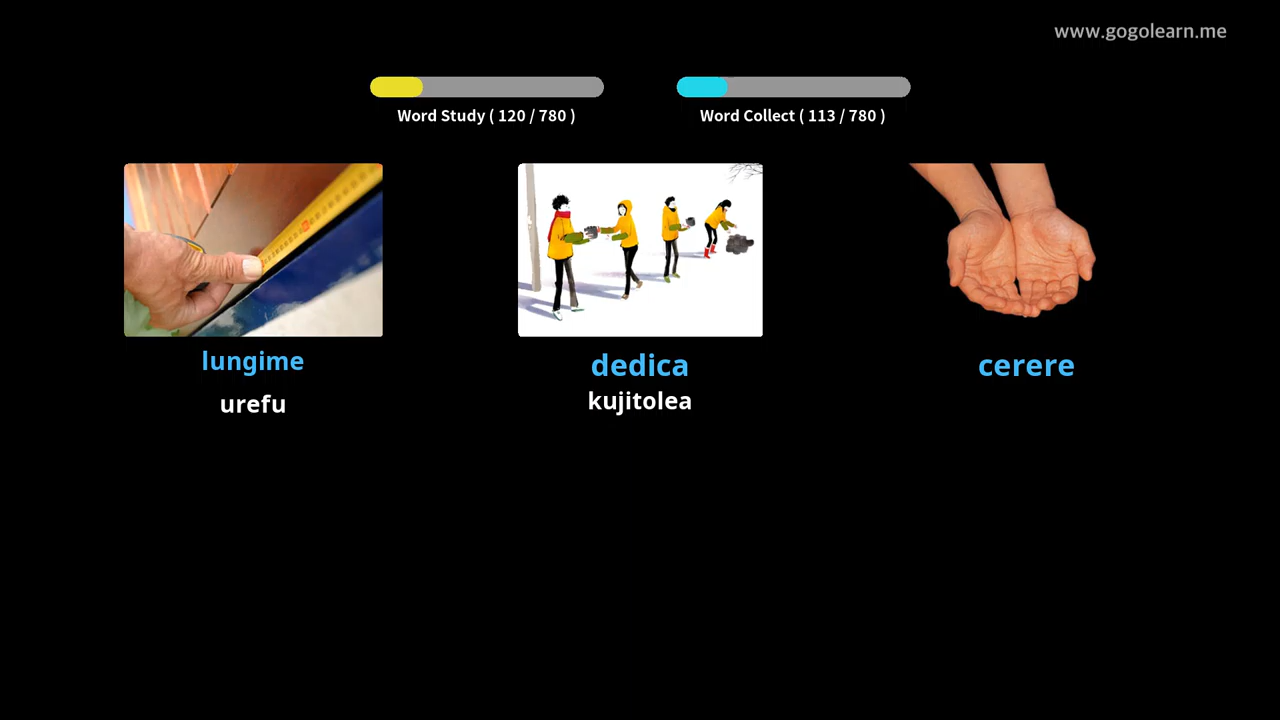 www.gogolearn.me
Word Study ( 120 / 780 )
Word Collect ( 113 / 780 )
lungime
urefu
dedica
kujitolea
cerere